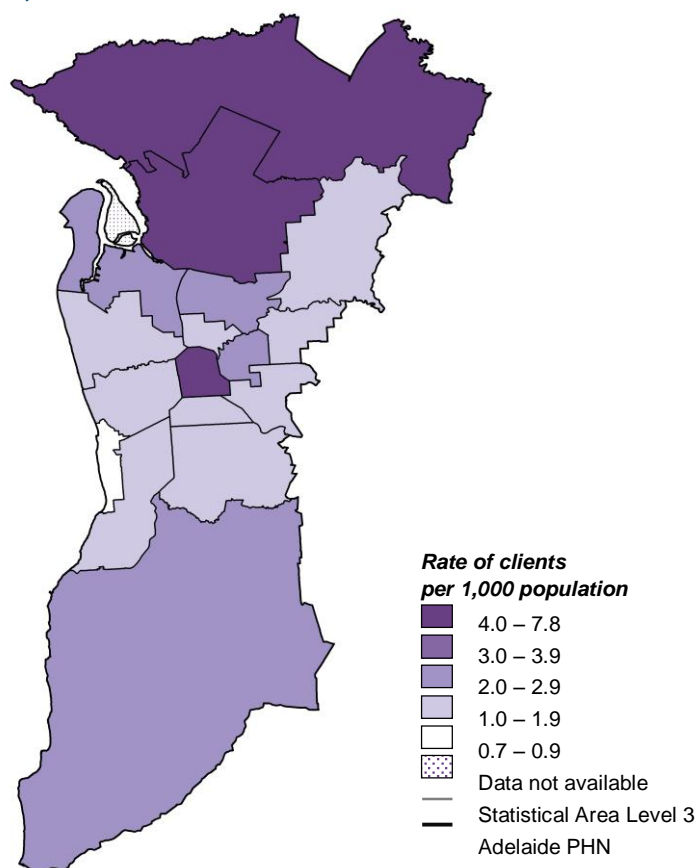 Rate of clients
per 1,000 population
4.0 – 7.8
3.0 – 3.9
2.0 – 2.9
1.0 – 1.9
0.7 – 0.9
Data not available
Statistical Area Level 3
Adelaide PHN